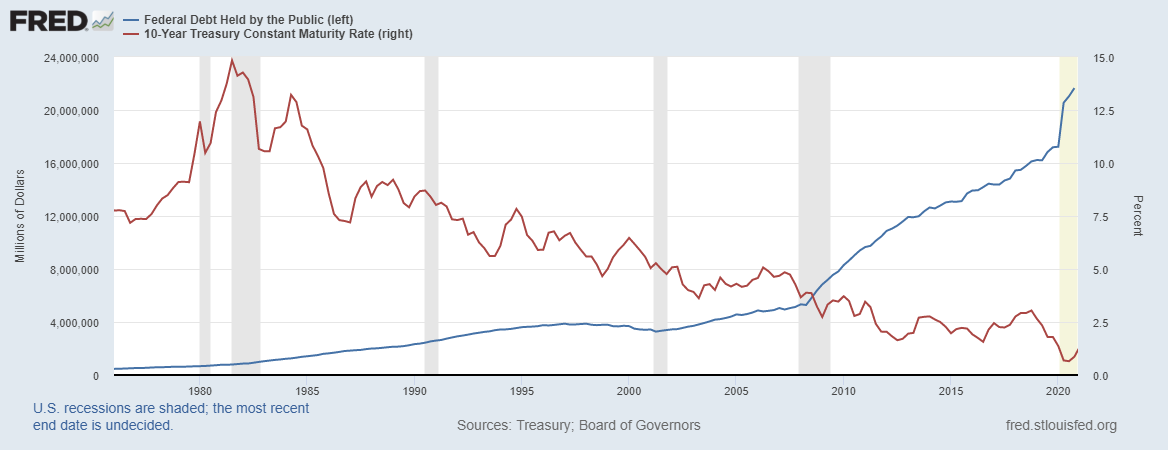 FRED
Federal Debt Held by the Public (left)
10-Year Treasury Constant Maturity Rate (right)
24,000,000
20,000,000
16,000,000
12,000,000
8,000,000
4,000,000
0
Millions of Dollars
15.0
12.5
10.0
7.5
5.0
2.5
0.0
Percent
1980
1985
1990
1995
2000
2005
2010
2015
2020
U.S. recessions are shaded; the most recent
end date is undecided.
Sources: Treasury; Board of Governors
fred.stlouisfed.org